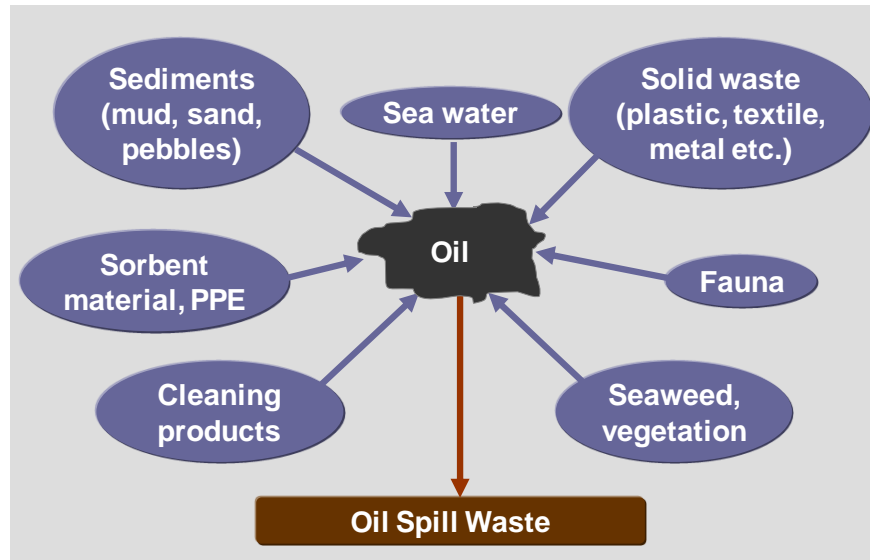 Sediments
(mud, sand,
pebbles)
Sea water
Solid waste
(plastic, textile,
metal etc.)
Sorbent
material, PPE
Oil
Fauna
Cleaning
products
Seaweed,
vegetation
Oil Spill Waste